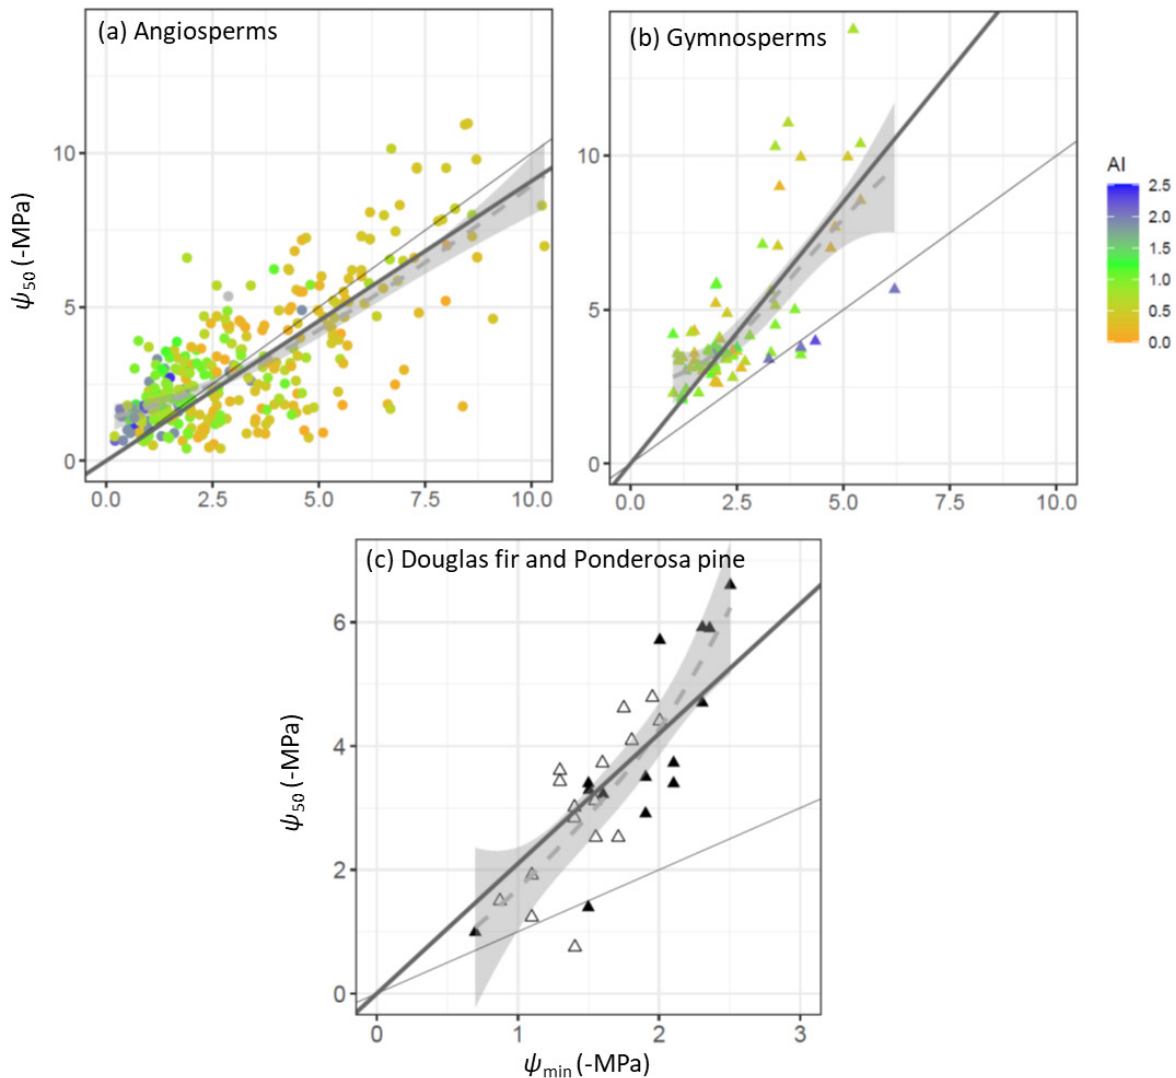 (a) Angiosperms
(b) Gymnosperms
10
5
0
0.0 2.5 5.0 7.5 10.0
10
5
0
0.0 2.5 5.0 7.5 10.0
AI
2.5
2.0
1.5
1.0
0.5
0.0
ψ50 (-MPa)
(c) Douglas fir and Ponderosa pine
6
4
2
0
0 1 2 3
ψ50 (-MPa)
ψmin (-MPa)